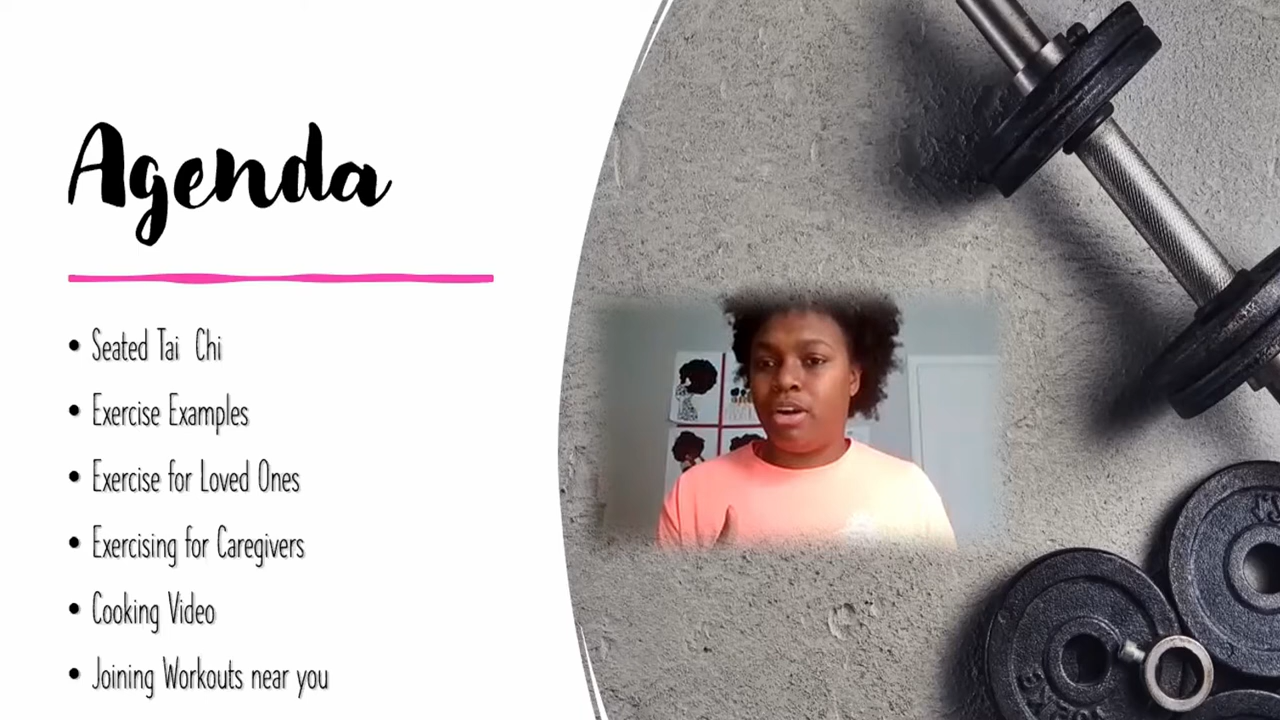 Agenda
• Seated Tai Chi
• Exercise Examples
• Exercise for Loved Ones
• Exercising for Caregivers
• Cooking Video
• Joining Workouts near you